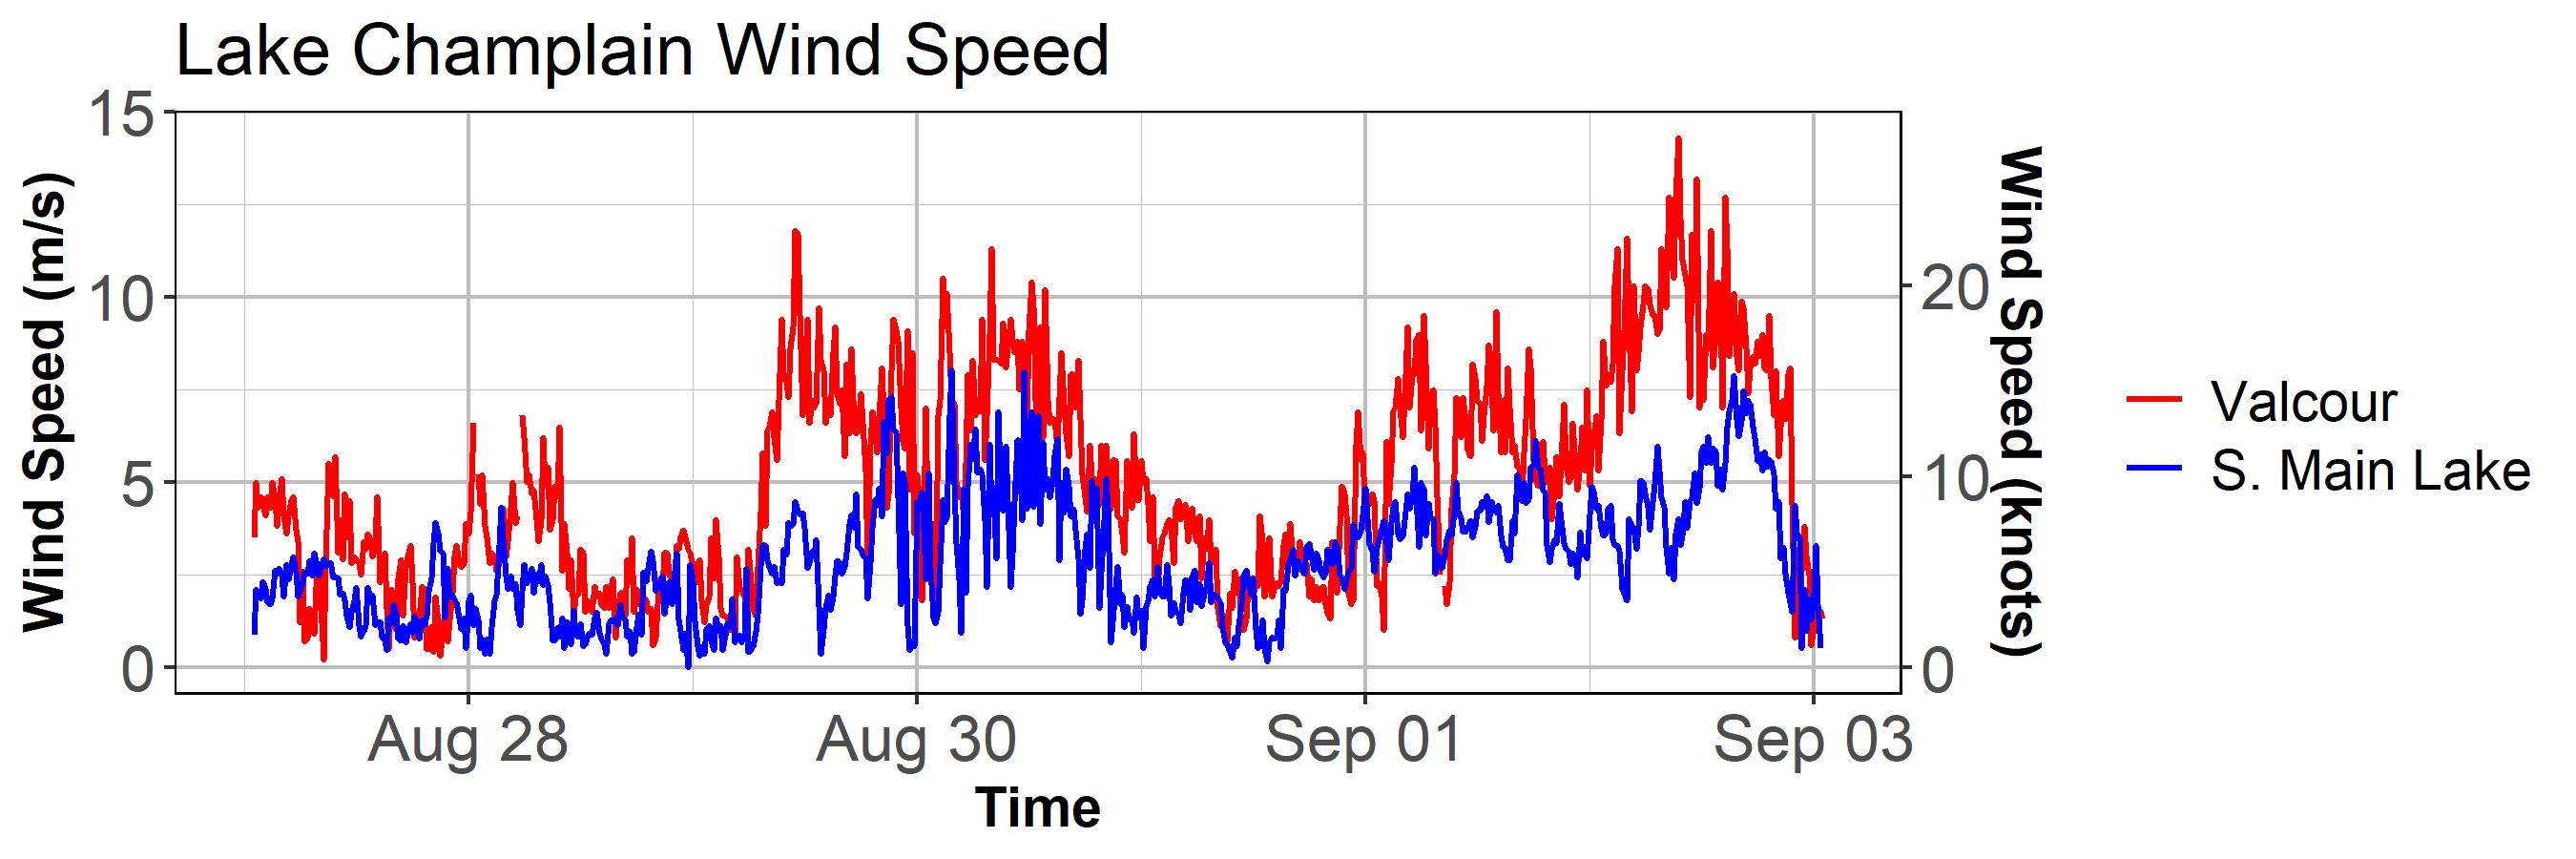 Lake Champlain Wind Speed
15
10
5
0
Wind Speed (m/s)
20
10
0
Wind Speed (knots)
Aug 28
Aug 30
Sep 01
Sep 03
Time
Valcour
S. Main Lake